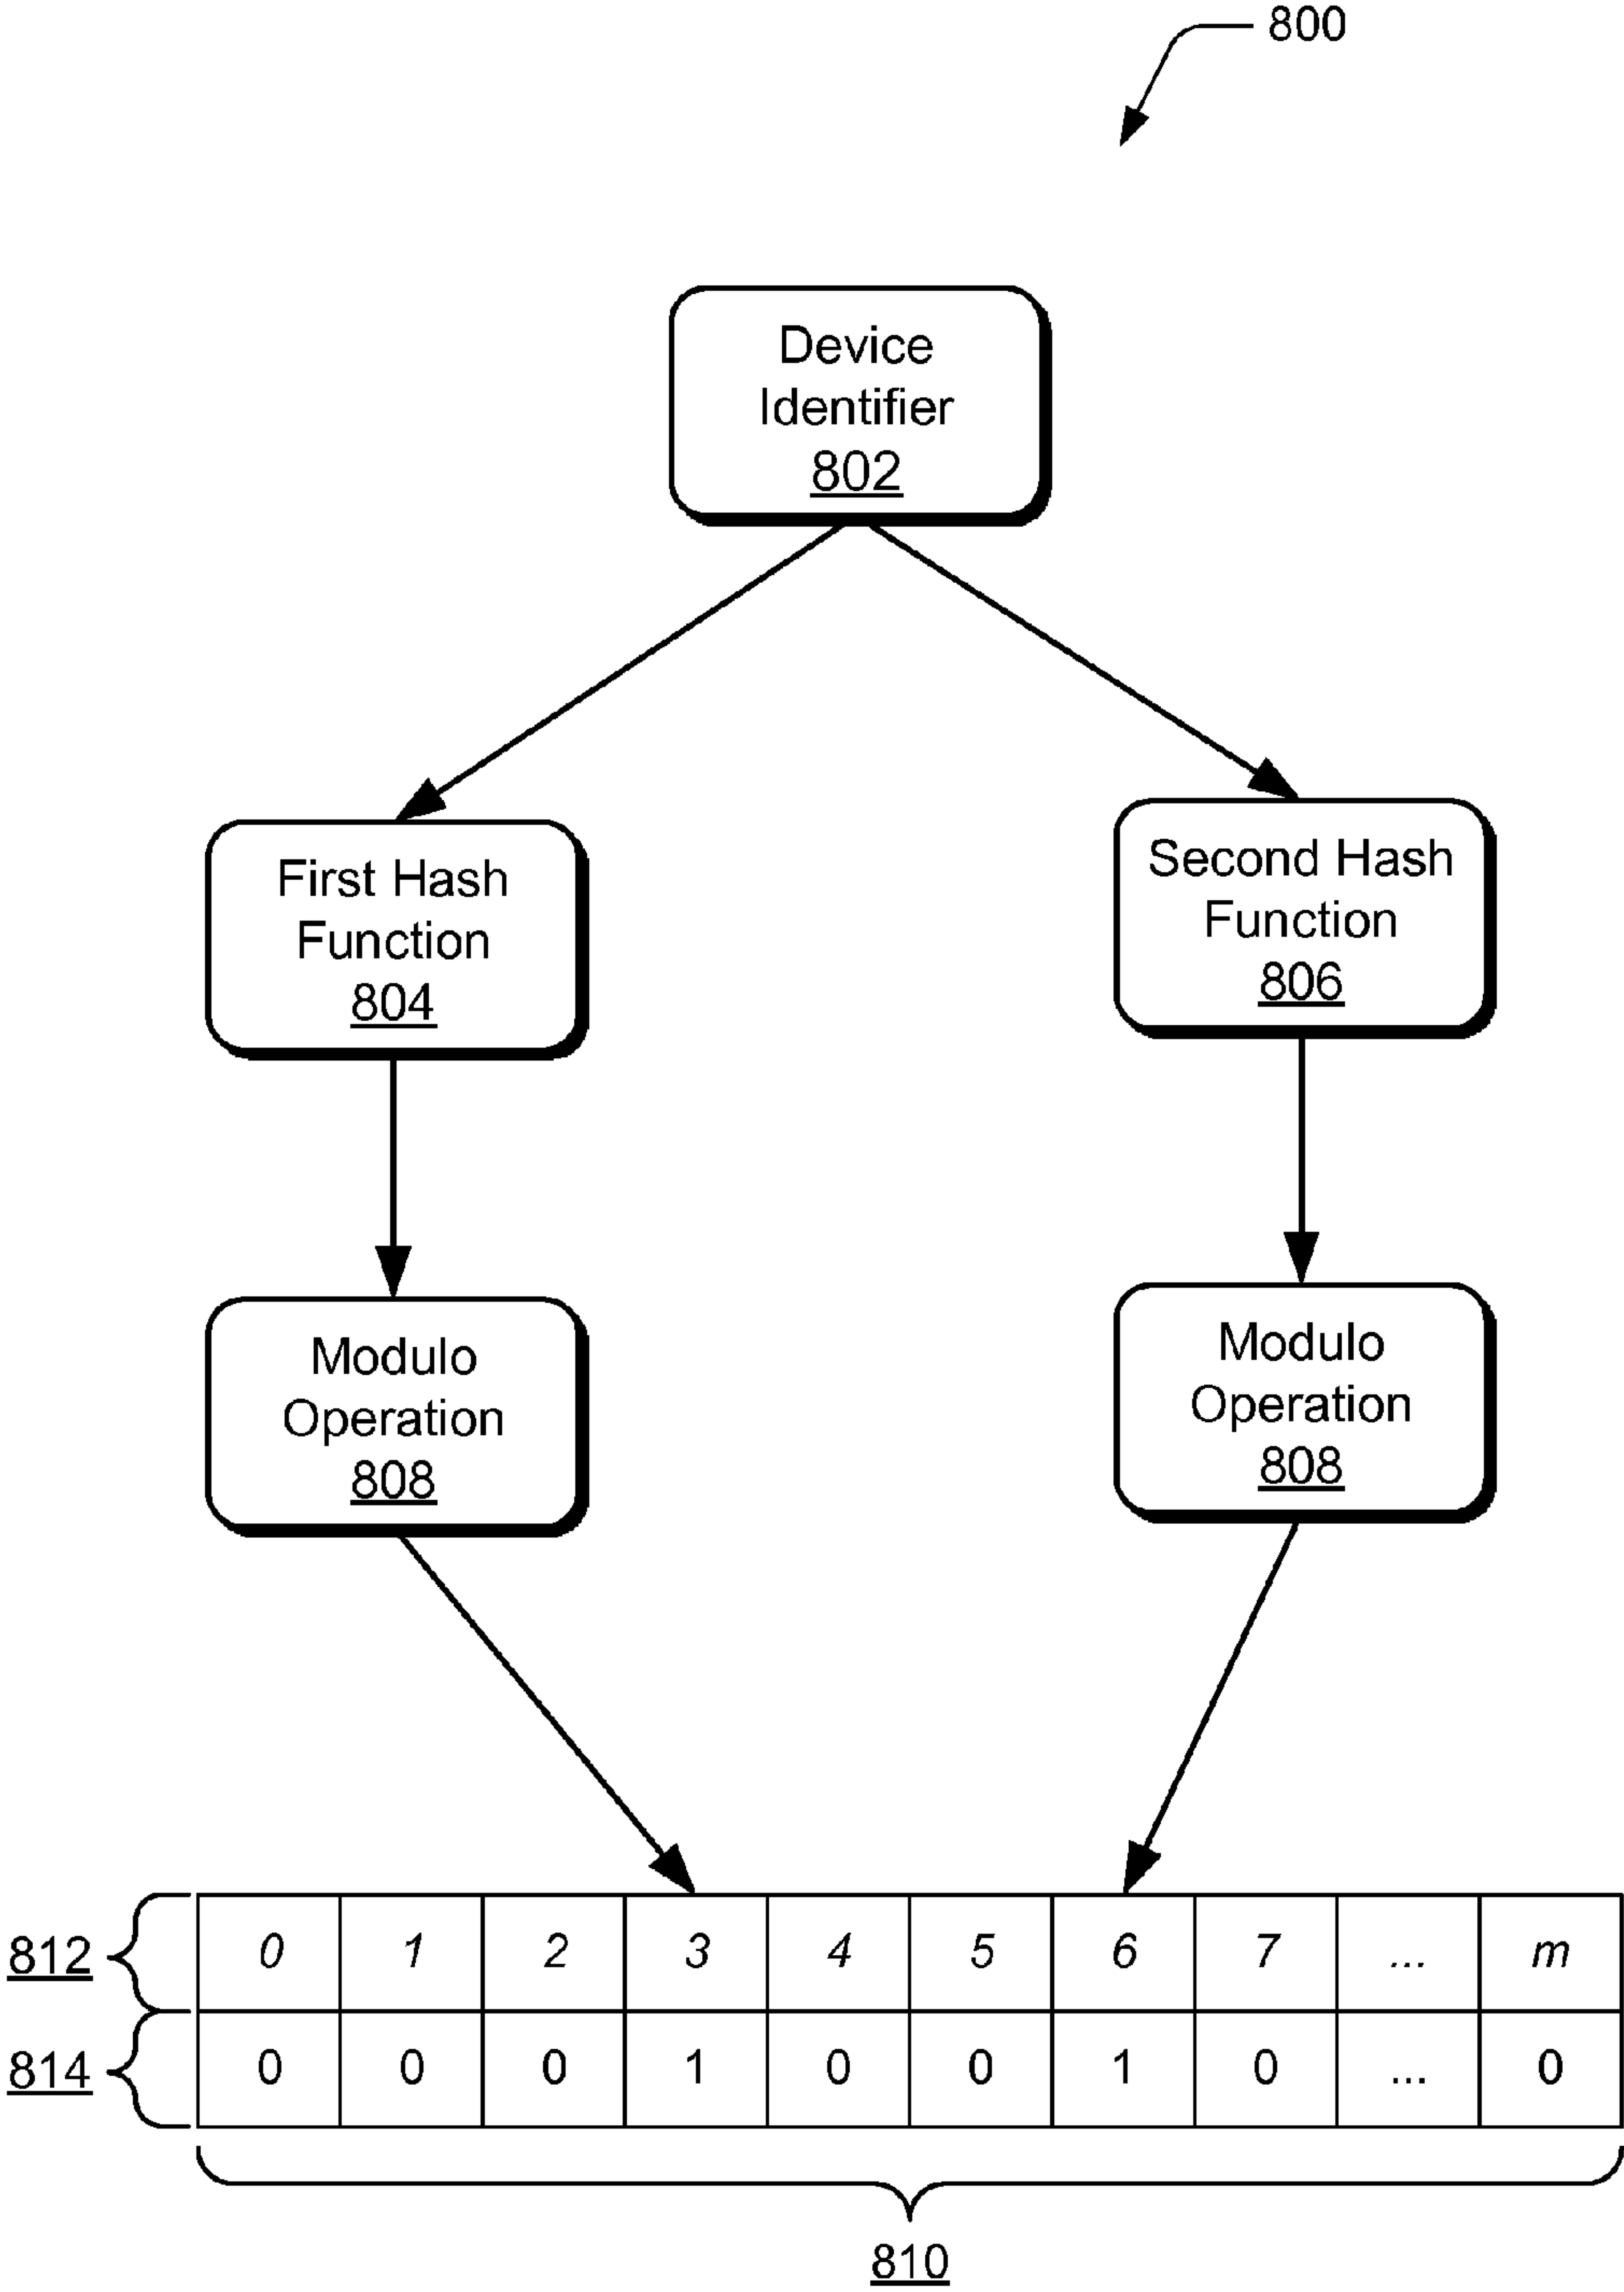 800
Device
Identifier
802
First Hash
Function
804
Second Hash
Function
806
Modulo
Operation
808
Modulo
Operation
808
812 0 1 2 3 4 5 6 7 ... m
814 0 0 0 1 0 0 1 0 ... 0
810